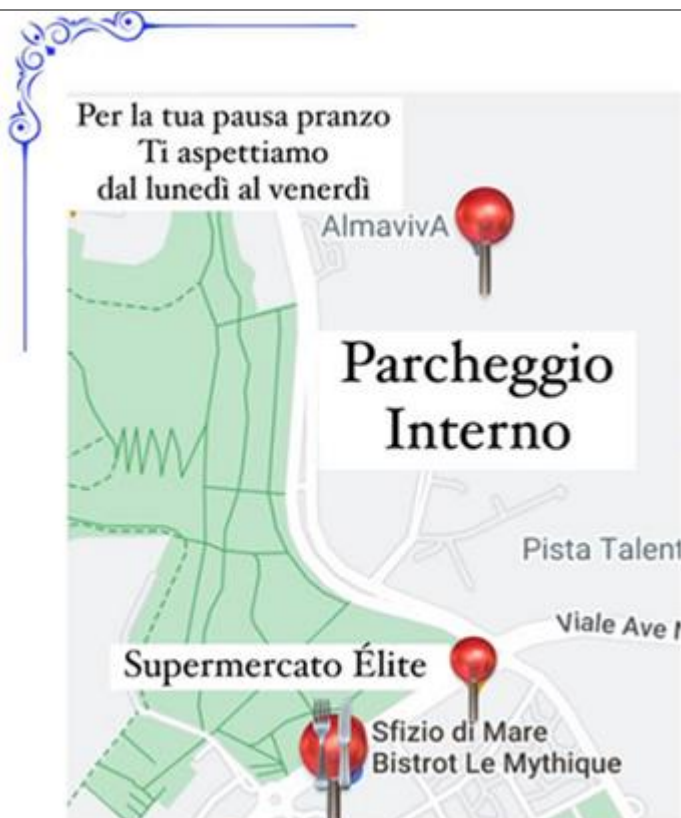 Per la tua pausa pranzo
Ti aspettiamo
dal lunedì al venerdì
AlmavivA
Parcheggio
Interno
Pista Talent
Viale Ave
Supermercato Élite
Sfizio di Mare
Bistrot Le Mythique